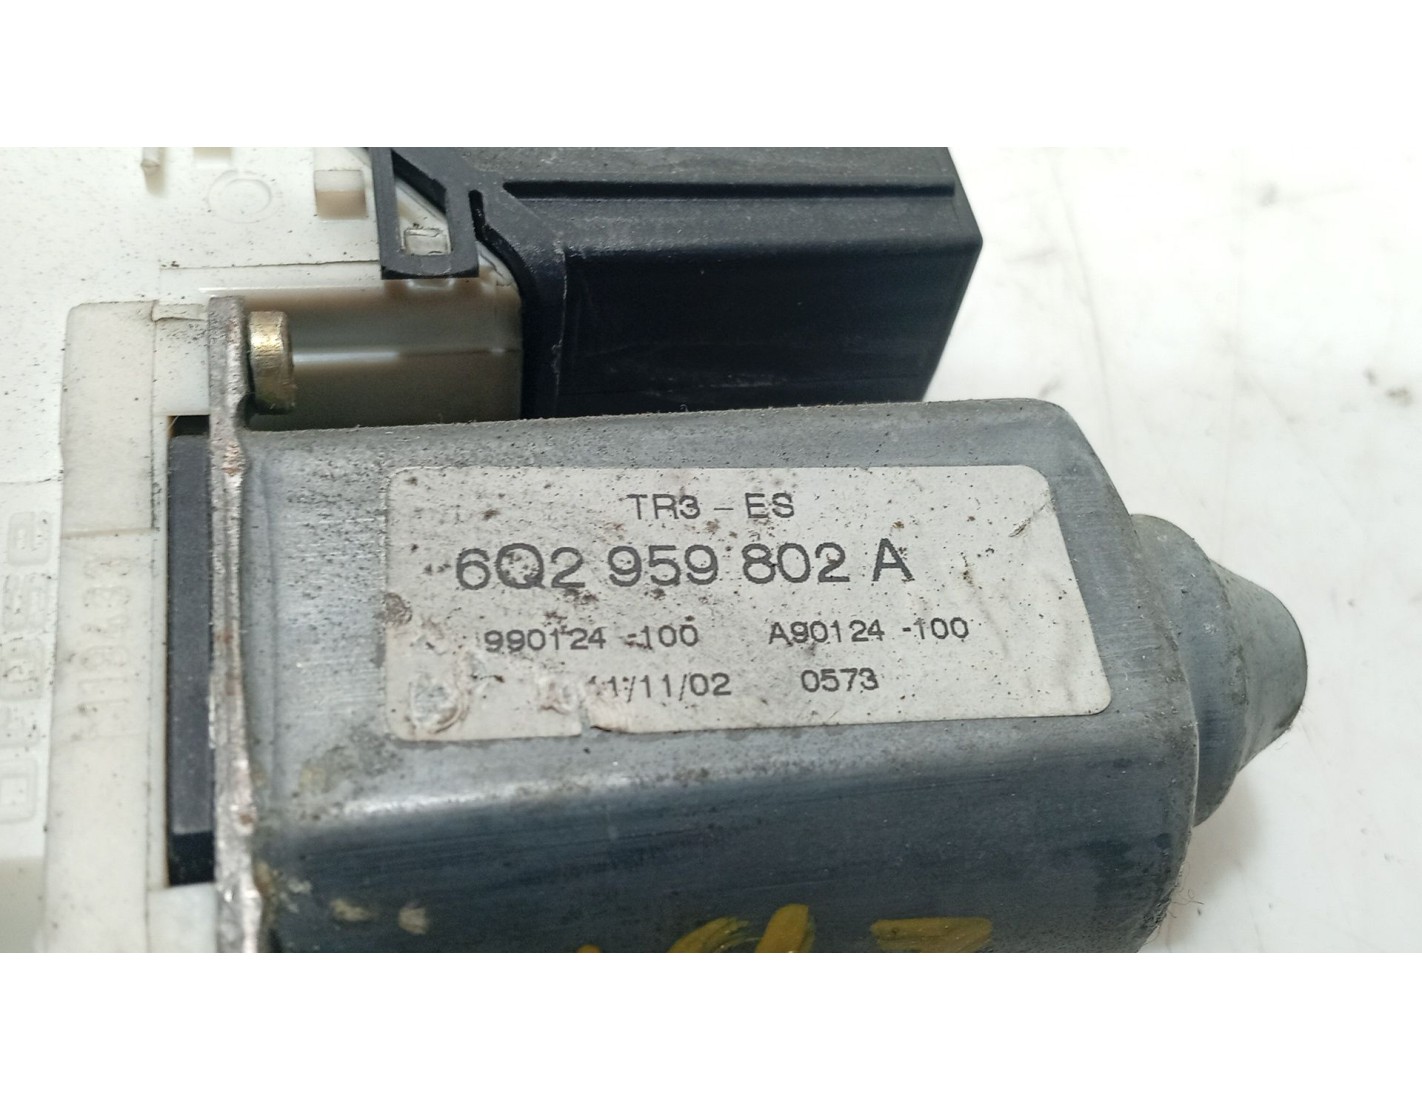 TR3 - ES
6Q2 959 802 A
990124 -100 A90124 -100
11/11/02 0573